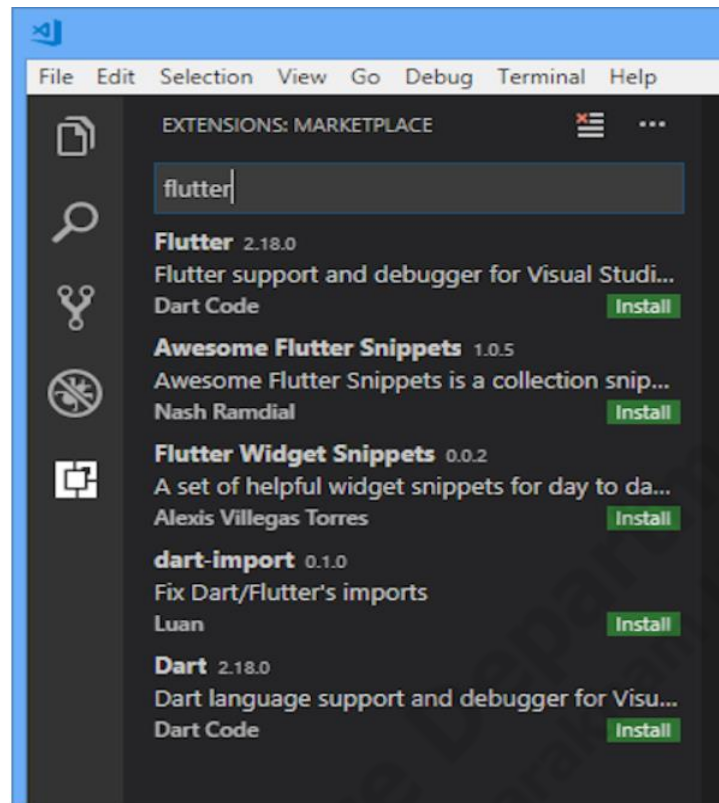 File Edit Selection View Go Debug Terminal Help
EXTENSIONS: MARKETPLACE
flutter
Flutter 2.18.0
Flutter support and debugger for Visual Studi...
Dart Code Install
Awesome Flutter Snippets 1.0.5
Awesome Flutter Snippets is a collection snip...
Nash Ramdial Install
Flutter Widget Snippets 0.0.2
A set of helpful widget snippets for day to da...
Alexis Villegas Torres Install
dart-import 0.1.0
Fix Dart/Flutter's imports
Luan Install
Dart 2.18.0
Dart language support and debugger for Visu...
Dart Code Install